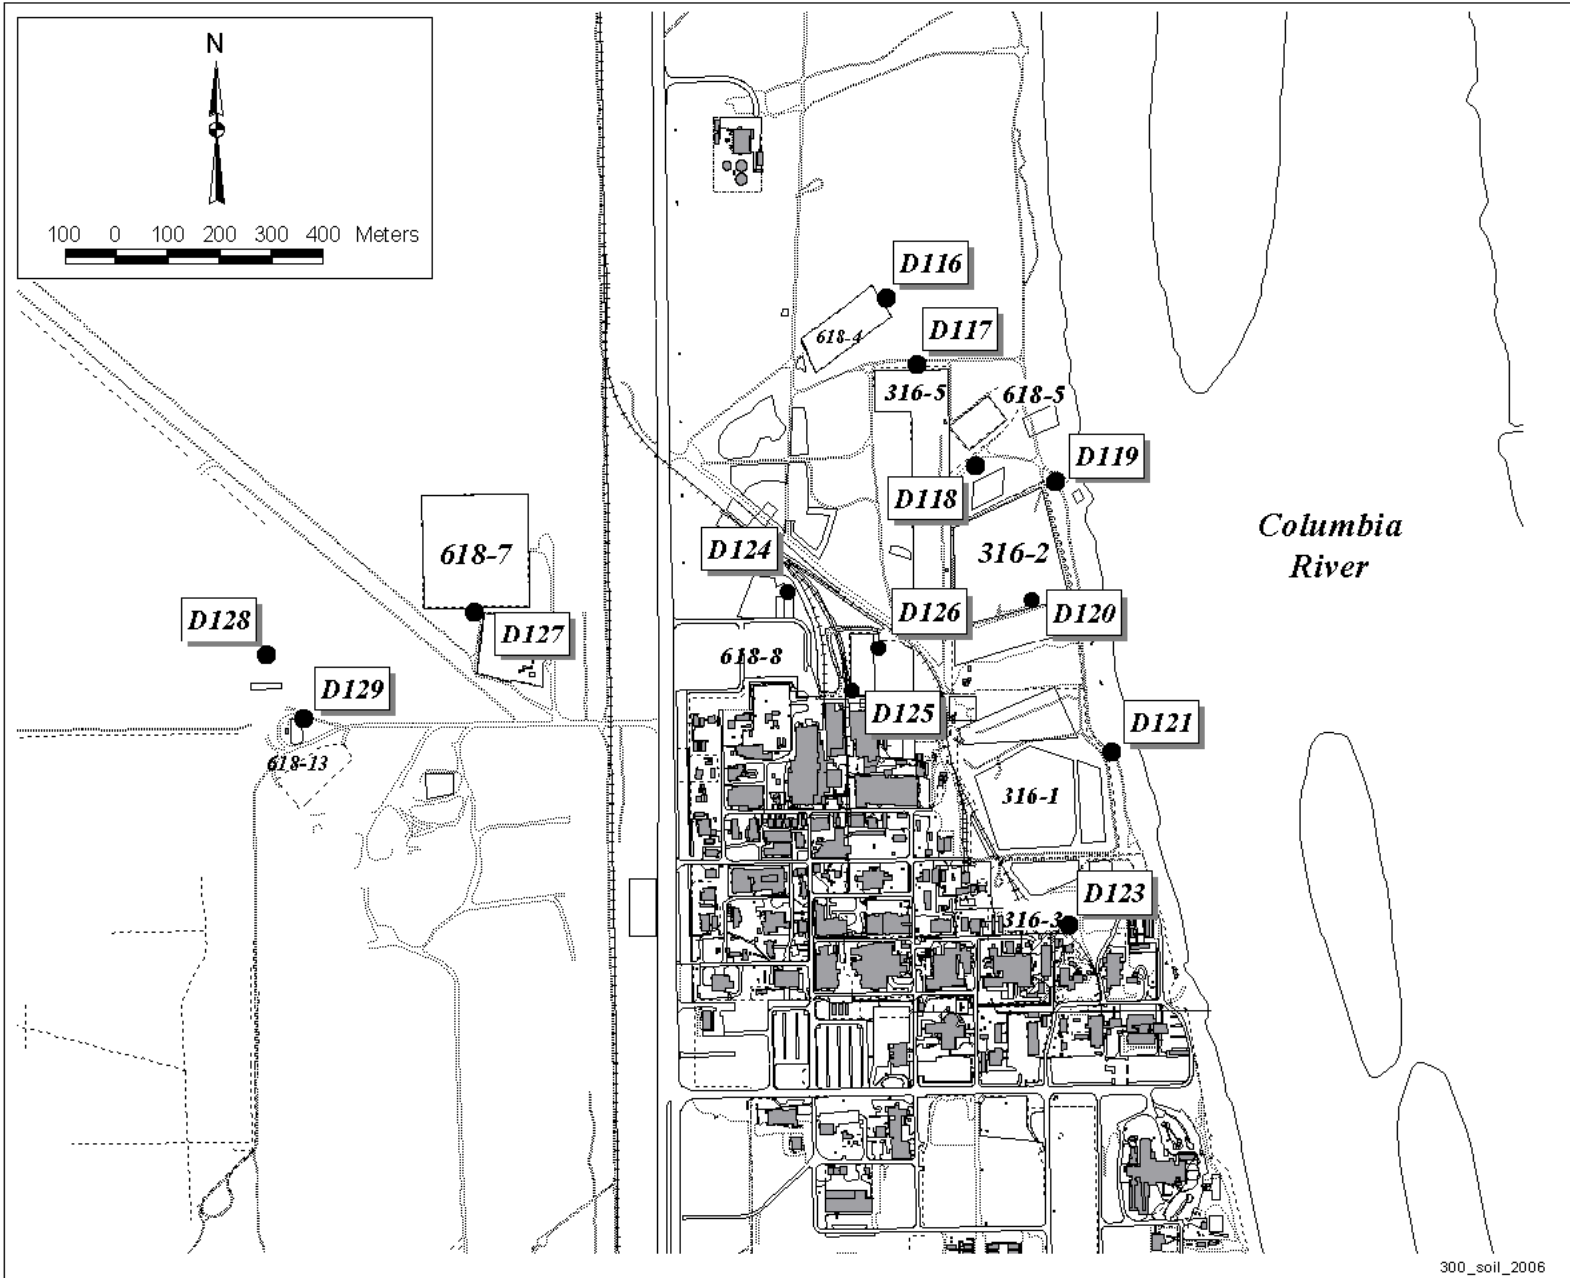 N
100 0 100 200 300 400 Meters
D116
618-4
D117
316-5
618-5
D119
D118
Columbia
River
618-7
D124
316-2
D128
D127
D126
D120
618-8
D129
D125
D121
618-13
316-1
D123
316-3
300_soil_2006